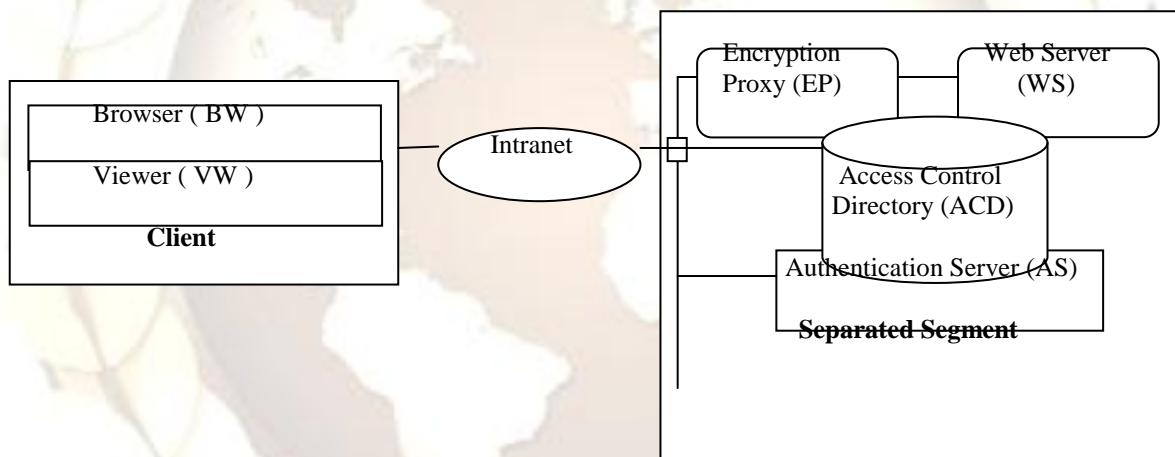 Browser ( BW )
Viewer ( VW )
Client
Intranet
Encryption
Proxy (EP)
Web Server
(WS)
Access Control
Directory (ACD)
Authentication Server (AS)
Separated Segment